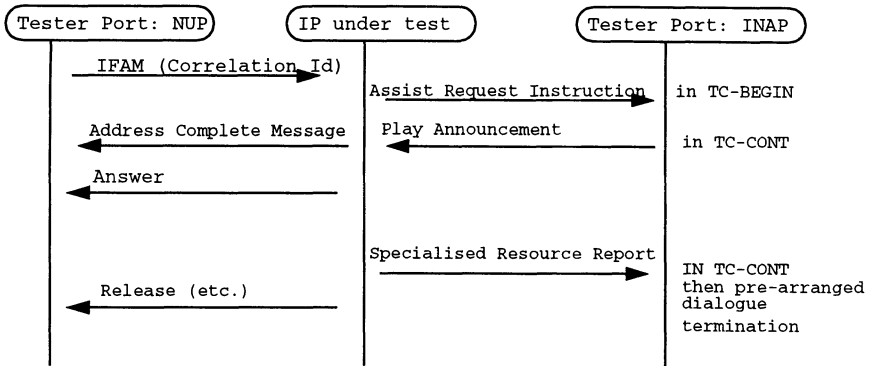 Tester Port: NUP
IP under test
Tester Port: INAP
IFAM (Correlation Id)
Assist Request Instruction
in TC-BEGIN
Address Complete Message
Play Announcement
in TC-CONT
Answer
Specialised Resource Report
IN TC-CONT
then pre-arranged
dialogue
termination
Release (etc.)